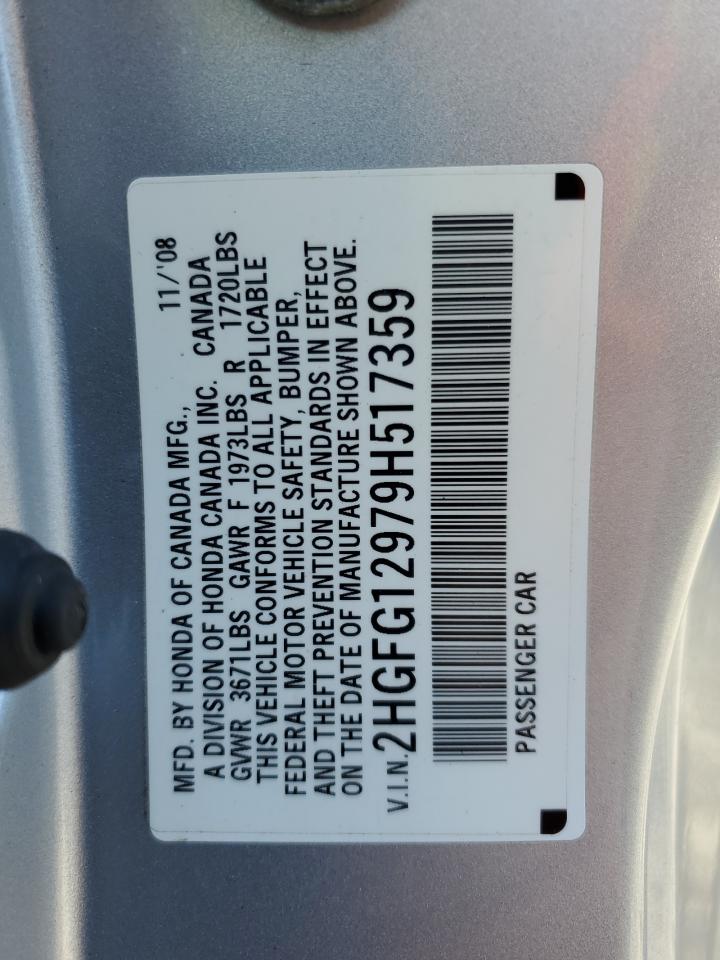 MFD. BY HONDA OF CANADA MFG., 11/'08
A DIVISION OF HONDA CANADA INC. CANADA
GVWR 3671LBS GAWR F 1973LBS R 1720LBS
THIS VEHICLE CONFORMS TO ALL APPLICABLE
FEDERAL MOTOR VEHICLE SAFETY, BUMPER,
AND THEFT PREVENTION STANDARDS IN EFFECT
ON THE DATE OF MANUFACTURE SHOWN ABOVE.
V.I.N. 2HGFG12979H517359
PASSENGER CAR